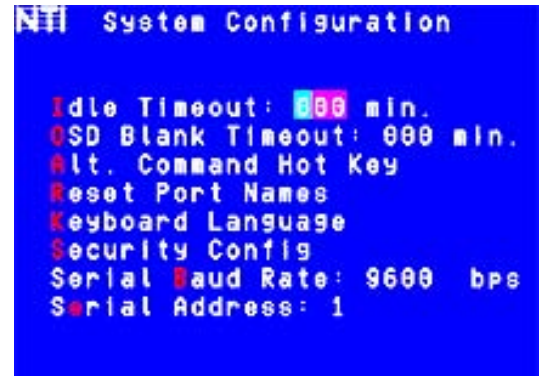 NTI System Configuration
Idle Timeout: 000 min.
OSD Blank Timeout: 000 min.
Alt. Command Hot Key
Reset Port Names
Keyboard Language
Security Config
Serial Baud Rate: 9600 bps
Serial Address: 1